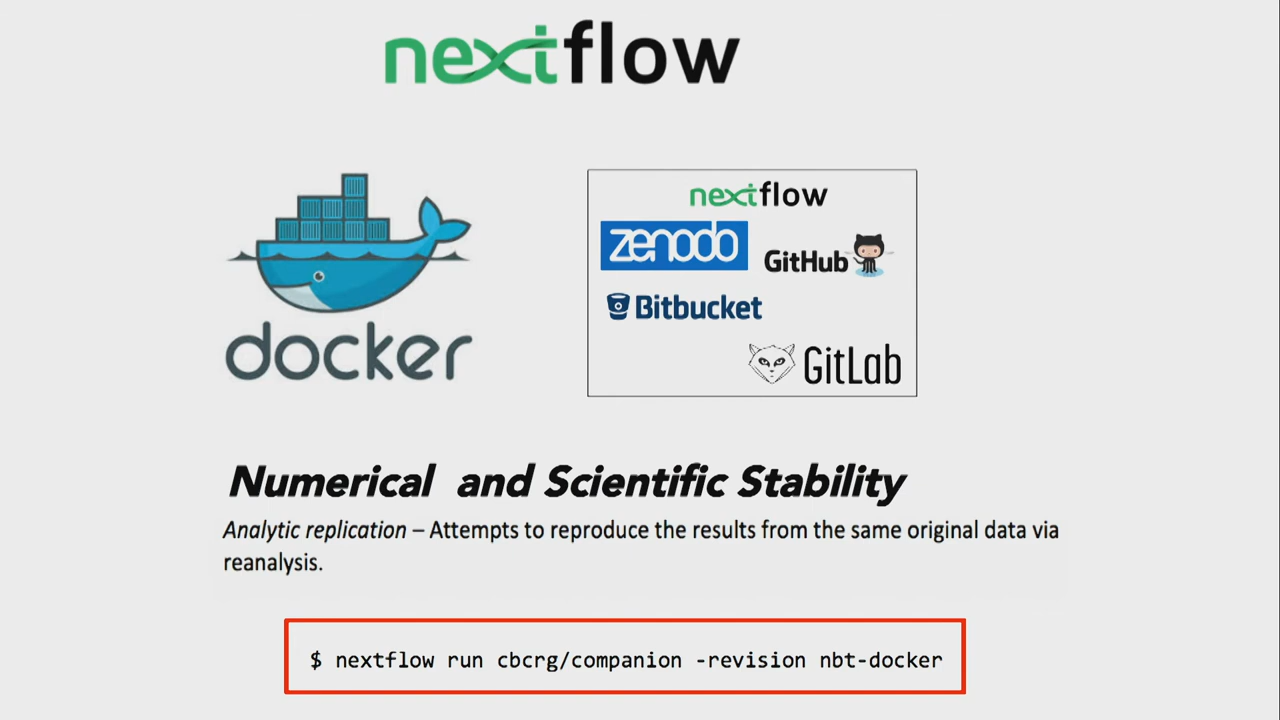 nextflow
docker
nextflow
zenodo
GitHub
Bitbucket
GitLab
Numerical and Scientific Stability
Analytic replication – Attempts to reproduce the results from the same original data via
reanalysis.
$ nextflow run cbcrg/companion -revision nbt-docker